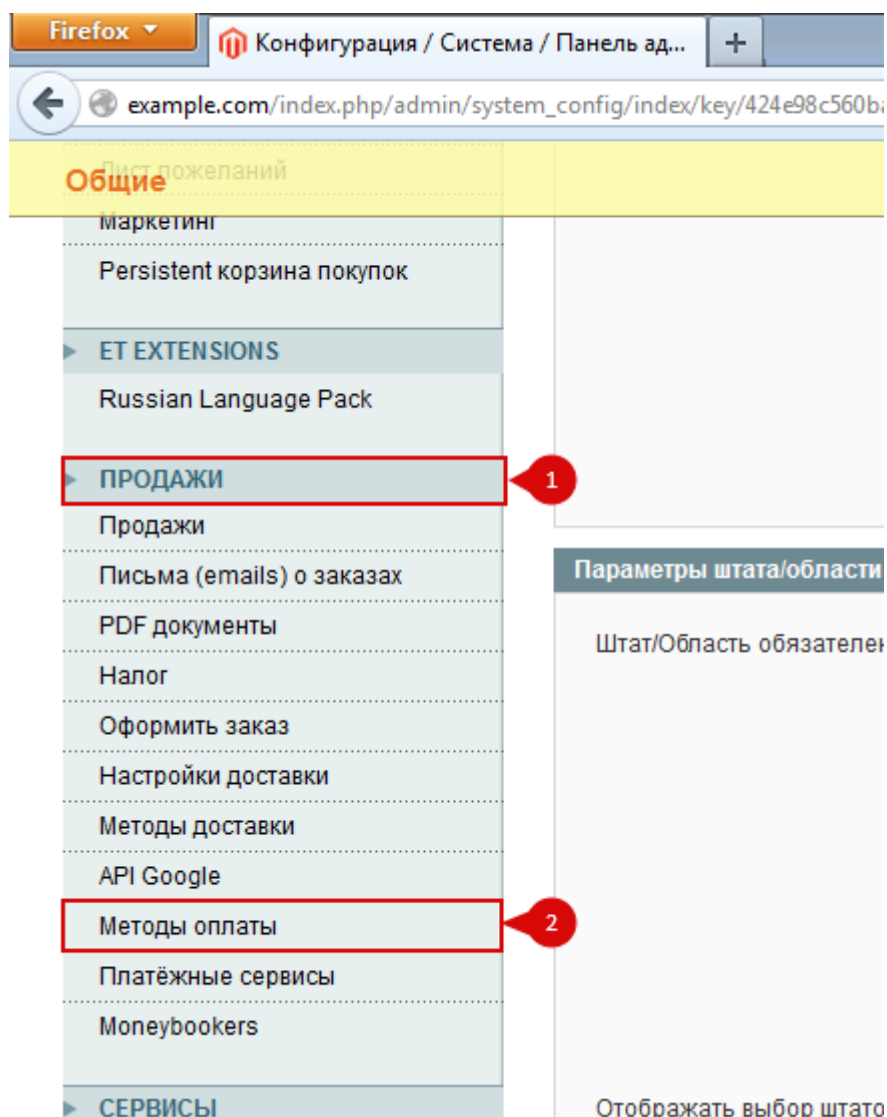 Firefox
Конфигурация / Система / Панель ад...
example.com/index.php/admin/system_config/index/key/424e98c560ba
Лист пожеланий
Общие
Маркетинг
Persistent корзина покупок
ET EXTENSIONS
Russian Language Pack
ПРОДАЖИ
1
Продажи
Письма (emails) о заказах
Параметры штата/области
PDF документы
Штат/Область обязателен
Налог
Оформить заказ
Настройки доставки
Методы доставки
API Google
Методы оплаты
2
Платёжные сервисы
Moneybookers
СЕРВИСЫ
Отображать выбор штато